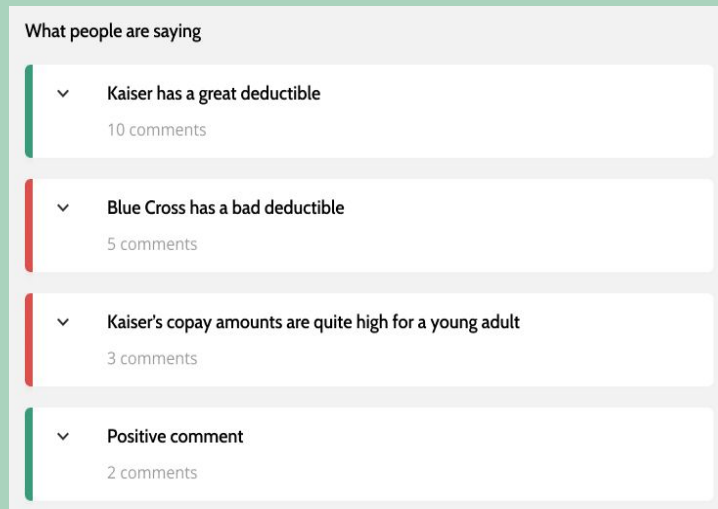 What people are saying
Kaiser has a great deductible
10 comments
Blue Cross has a bad deductible
5 comments
Kaiser's copay amounts are quite high for a young adult
3 comments
Positive comment
2 comments